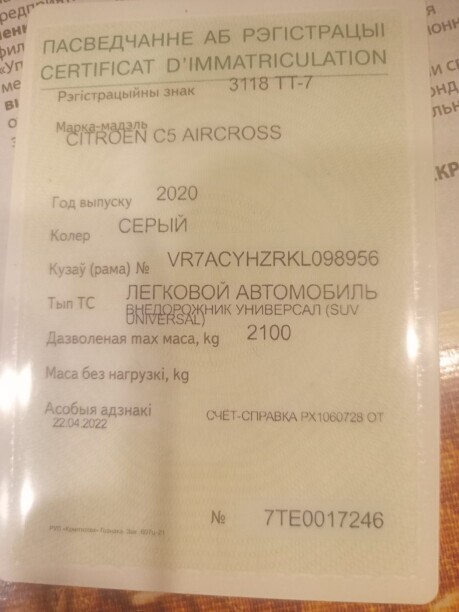 ПАСВЕДЧАННЕ АБ РЭГІСТРАЦЫІ
CERTIFICAT D'IMMATRICULATION
Рэгістрацыйны знак 3118 TT-7
Марка-мадэль
CITROEN C5 AIRCROSS
Год выпуску 2020
Колер СЕРЫЙ
Кузаў (рама) № VR7ACYHZRKL098956
Тып ТС ЛЕГКОВОЙ АВТОМОБИЛЬ
ВНЕДОРОЖНИК УНИВЕРСАЛ (SUV
UNIVERSAL)
Дазволеная max маса, kg 2100
Маса без нагрузкі, kg
Асобыя адзнакі СЧЁТ-СПРАВКА РХ1060728 ОТ
22.04.2022
№ 7TE0017246